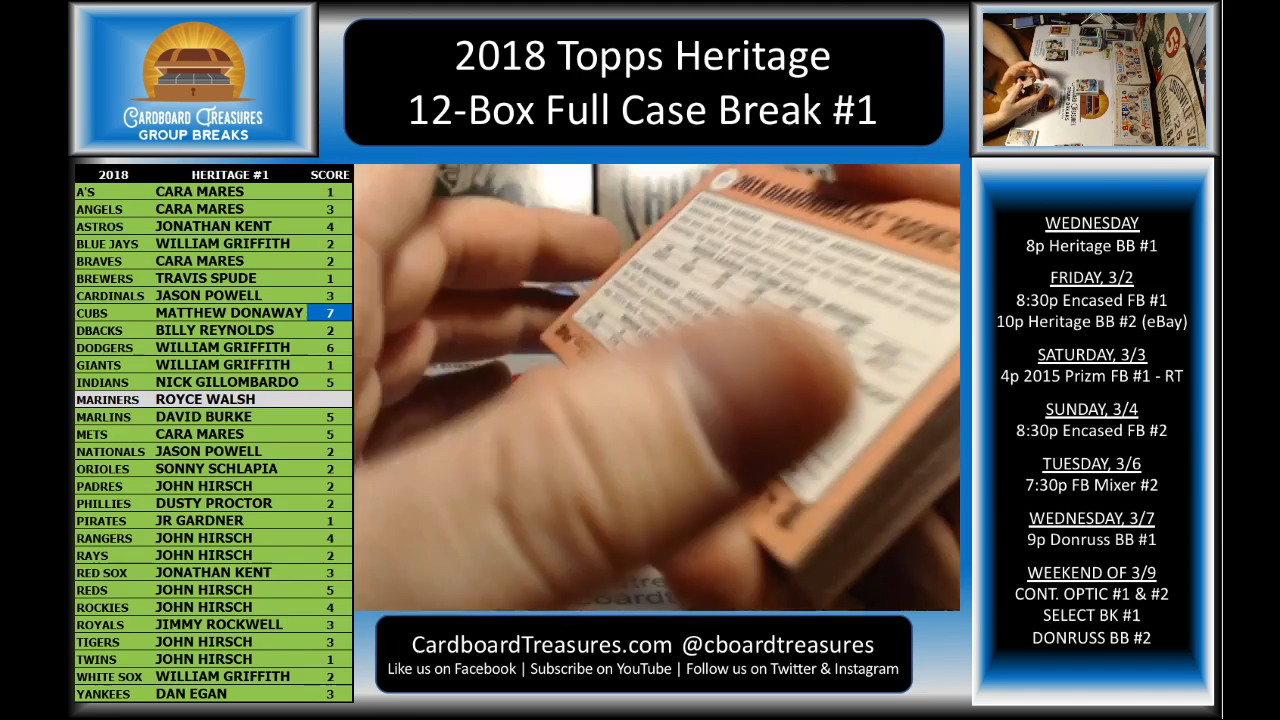 CARDBOARD TREASURES
GROUP BREAKS
2018 Topps Heritage
12-Box Full Case Break #1
2018 HERITAGE #1 SCORE
A'S CARA MARES 1
ANGELS CARA MARES 3
ASTROS JONATHAN KENT 4
BLUE JAYS WILLIAM GRIFFITH 2
BRAVES CARA MARES 2
BREWERS TRAVIS SPUDE 1
CARDINALS JASON POWELL 3
CUBS MATTHEW DONAWAY 7
DBACKS BILLY REYNOLDS 2
DODGERS WILLIAM GRIFFITH 6
GIANTS WILLIAM GRIFFITH 1
INDIANS NICK GILLOMBARDO 5
MARINERS ROYCE WALSH
MARLINS DAVID BURKE 5
METS CARA MARES 5
NATIONALS JASON POWELL 2
ORIOLES SONNY SCHLAPIA 2
PADRES JOHN HIRSCH 2
PHILLIES DUSTY PROCTOR 2
PIRATES JR GARDNER 1
RANGERS JOHN HIRSCH 4
RAYS JOHN HIRSCH 2
RED SOX JONATHAN KENT 3
REDS JOHN HIRSCH 5
ROCKIES JOHN HIRSCH 4
ROYALS JIMMY ROCKWELL 3
TIGERS JOHN HIRSCH 3
TWINS JOHN HIRSCH 1
WHITE SOX WILLIAM GRIFFITH 2
YANKEES DAN EGAN 3
2018 DIAMONDBACKS'
CardboardTreasures.com @cboardtreasures
Like us on Facebook | Subscribe on YouTube | Follow us on Twitter & Instagram
WEDNESDAY
8p Heritage BB #1
FRIDAY, 3/2
8:30p Encased FB #1
10p Heritage BB #2 (eBay)
SATURDAY, 3/3
4p 2015 Prizm FB #1 - RT
SUNDAY, 3/4
8:30p Encased FB #2
TUESDAY, 3/6
7:30p FB Mixer #2
WEDNESDAY, 3/7
9p Donruss BB #1
WEEKEND OF 3/9
CONT. OPTIC #1 & #2
SELECT BK #1
DONRUSS BB #2